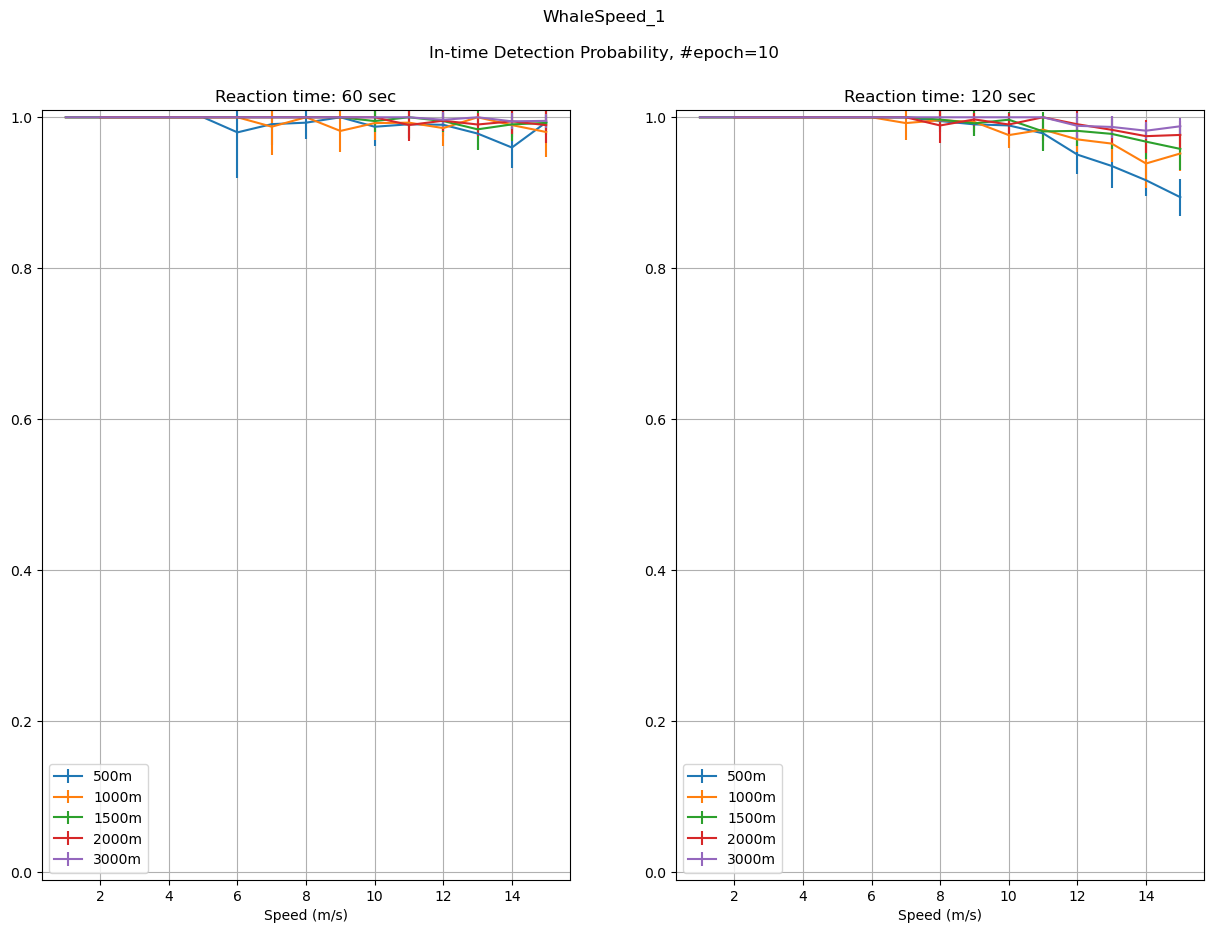 WhaleSpeed_1
In-time Detection Probability, #epoch=10
Reaction time: 60 sec
1.0
0.8
0.6
0.4
0.2
0.0
500m
1000m
1500m
2000m
3000m
2 4 6 8 10 12 14
Speed (m/s)
Reaction time: 120 sec
1.0
0.8
0.6
0.4
0.2
0.0
500m
1000m
1500m
2000m
3000m
2 4 6 8 10 12 14
Speed (m/s)